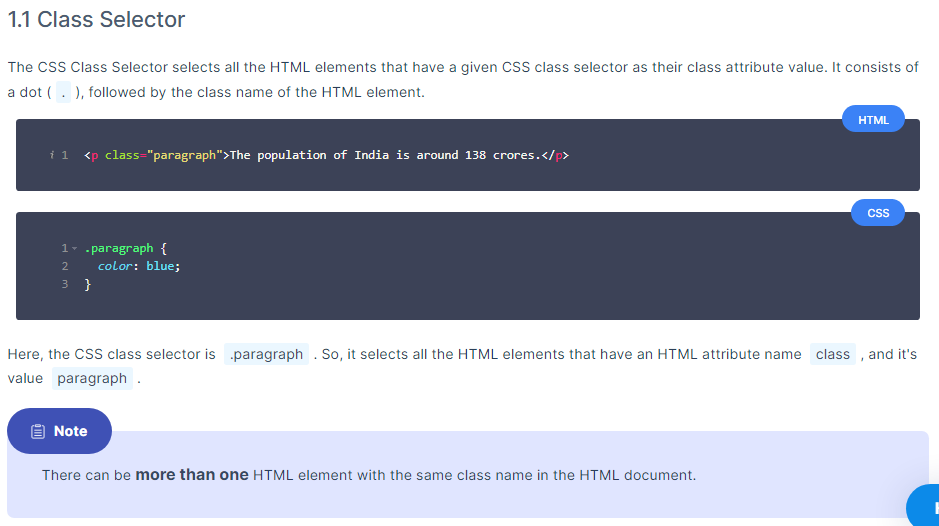 1.1 Class Selector
The CSS Class Selector selects all the HTML elements that have a given CSS class selector as their class attribute value. It consists of
a dot ( . ), followed by the class name of the HTML element.
HTML
i 1 <p class="paragraph">The population of India is around 138 crores.</p>
CSS
1 .paragraph {
2 color: blue;
3 }
Here, the CSS class selector is .paragraph . So, it selects all the HTML elements that have an HTML attribute name class , and it's
value paragraph .
Note
There can be more than one HTML element with the same class name in the HTML document.